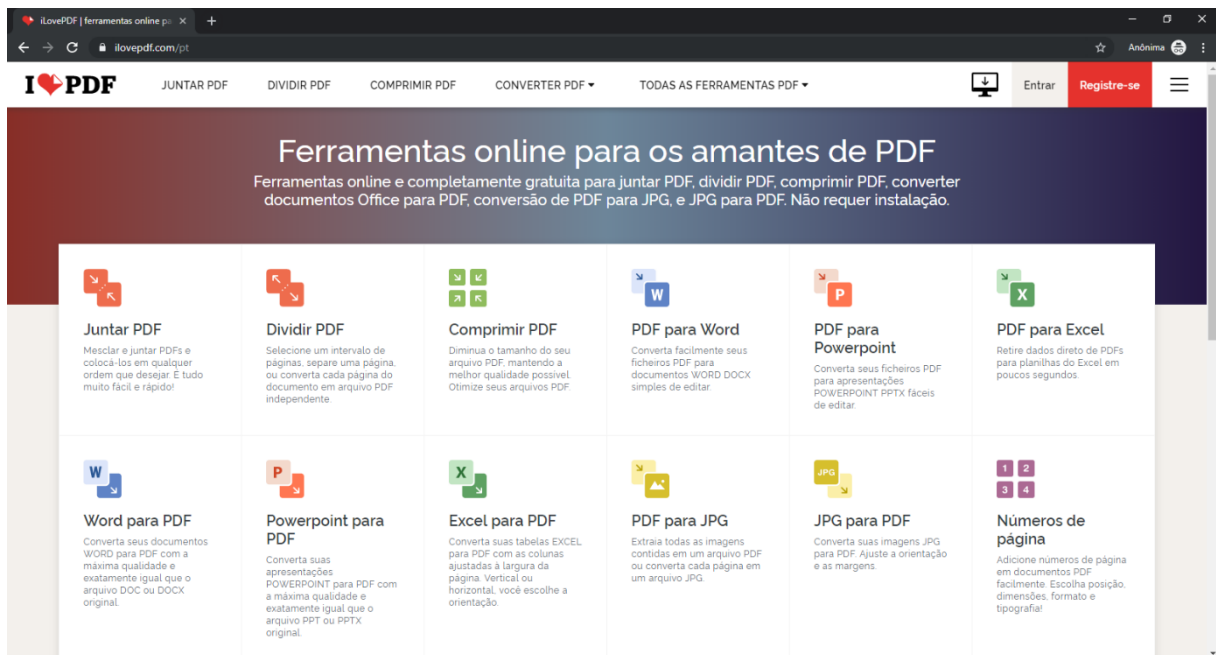 iLovePDF | ferramentas online pa
ilovepdf.com/pt
Anônima
I PDF
JUNTAR PDF
DIVIDIR PDF
COMPRIMIR PDF
CONVERTER PDF
TODAS AS FERRAMENTAS PDF
Entrar
Registre-se
Ferramentas online para os amantes de PDF
Ferramentas online e completamente gratuita para juntar PDF, dividir PDF, comprimir PDF, converter
documentos Office para PDF, conversão de PDF para JPG, e JPG para PDF. Não requer instalação.
Juntar PDF
Mesclar e juntar PDFs e
colocá-los em qualquer
ordem que desejar. É tudo
muito fácil e rápido!
Dividir PDF
Selecione um intervalo de
páginas, separe uma página,
ou converta cada página do
documento em arquivo PDF
independente.
Comprimir PDF
Diminua o tamanho do seu
arquivo PDF, mantendo a
melhor qualidade possível.
Otimize seus arquivos PDF.
W
PDF para Word
Converta facilmente seus
ficheiros PDF para
documentos WORD DOCX
simples de editar.
P
PDF para
Powerpoint
Converta seus ficheiros PDF
para apresentações
POWERPOINT PPTX fáceis
de editar.
X
PDF para Excel
Retire dados direto de PDFs
para planilhas do Excel em
poucos segundos.
W
Word para PDF
Converta seus documentos
WORD para PDF com a
máxima qualidade e
exatamente igual que o
arquivo DOC ou DOCX
original.
P
Powerpoint para
PDF
Converta suas
apresentações
POWERPOINT para PDF com
a máxima qualidade e
exatamente igual que o
arquivo PPT ou PPTX
original.
X
Excel para PDF
Converta suas tabelas EXCEL
para PDF com as colunas
ajustadas à largura da
página. Vertical ou
horizontal, você escolhe a
orientação.
PDF para JPG
Extraia todas as imagens
contidas em um arquivo PDF
ou converta cada página em
um arquivo JPG.
JPG
JPG para PDF
Converta suas imagens JPG
para PDF. Ajuste a orientação
e as margens.
1 2
3 4
Números de
página
Adicione números de página
em documentos PDF
facilmente. Escolha posição,
dimensões, formato e
tipografia!